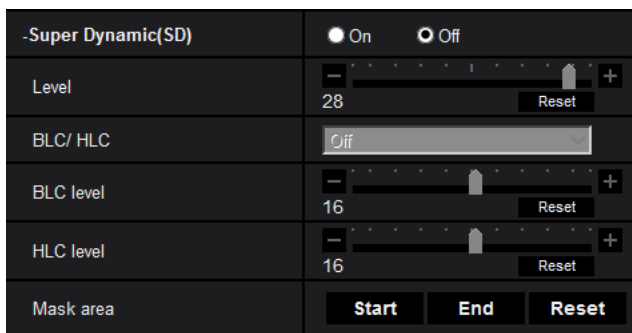 -Super Dynamic(SD) On Off
Level
28 Reset
BLC/ HLC Off
BLC level
16 Reset
HLC level
16 Reset
Mask area Start End Reset